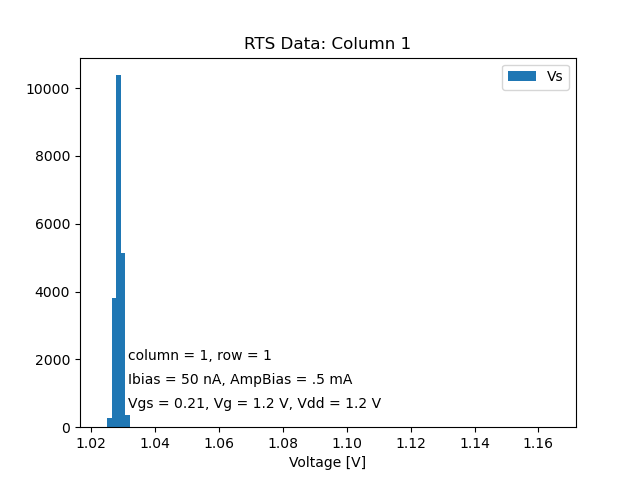 RTS Data: Column 1
Vs
10000
8000
6000
4000
2000
0
column = 1, row = 1
Ibias = 50 nA, AmpBias = .5 mA
Vgs = 0.21, Vg = 1.2 V, Vdd = 1.2 V
1.02 1.04 1.06 1.08 1.10 1.12 1.14 1.16
Voltage [V]